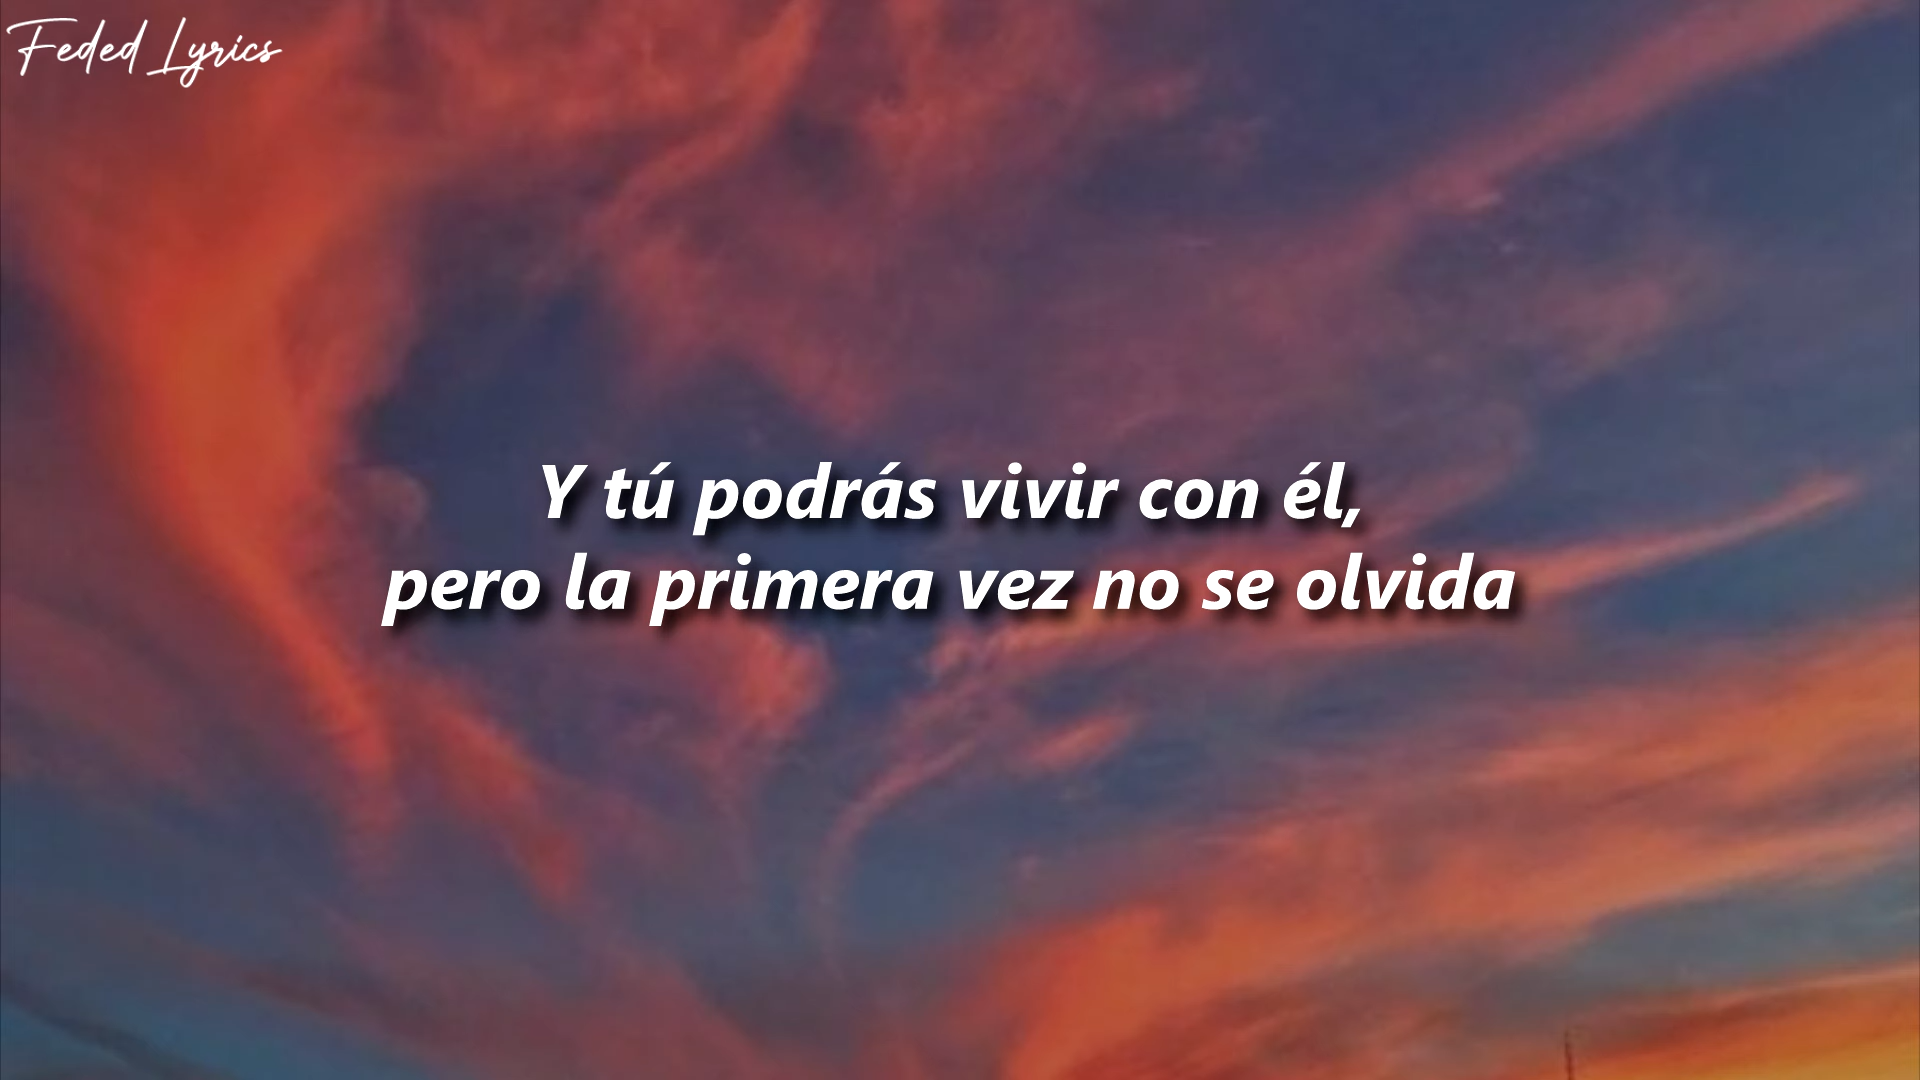 Feded Lyrics
Y tú podrás vivir con él,
pero la primera vez no se olvida